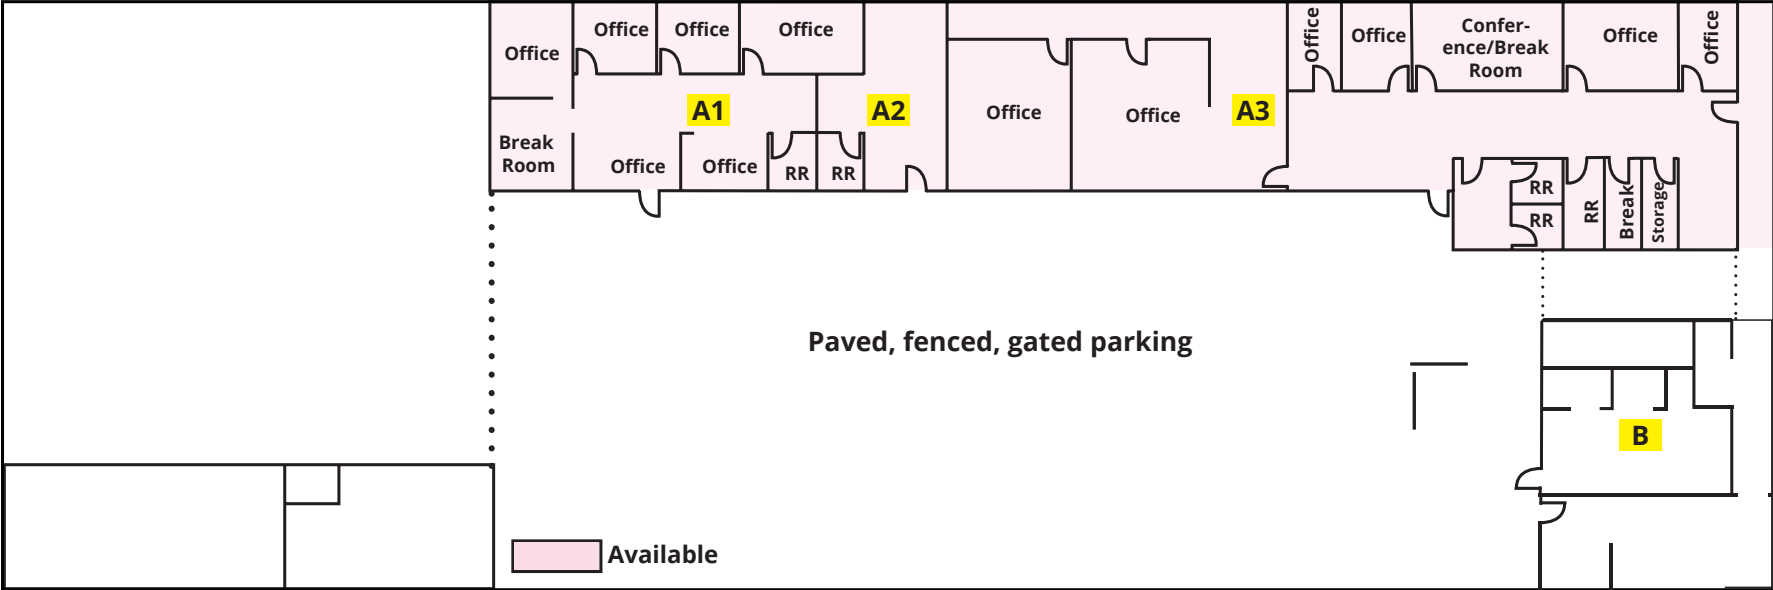 Office
Office
Office
Office
Office
Office
Confer-
ence/Break
Room
Office
Office
A1
A2
Office
Office
A3
Break
Room
Office
Office
RR
RR
RR
RR
RR
Break
Storage
Paved, fenced, gated parking
B
Available